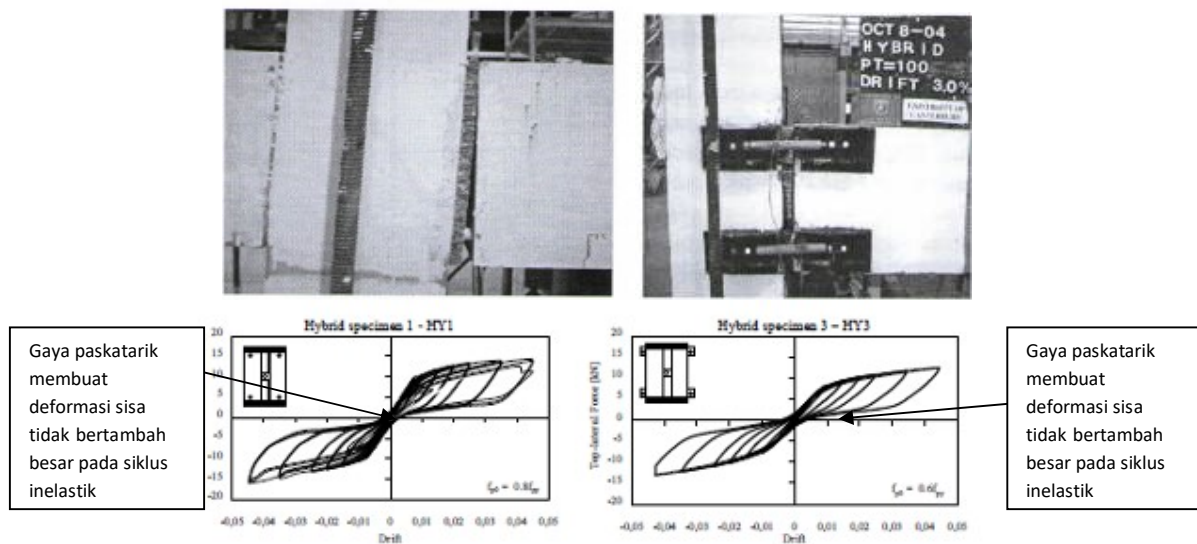 OCT 8-04
HYBRID
PT=100
DRIFT 3.0%
UNIVERSITY OF
CANTERBURY
Gaya paskatarik
membuat
deformasi sisa
tidak bertambah
besar pada siklus
inelastik
Hybrid specimen 1 - HY1
20
15
10
5
0
-5
-10
-15
-20
-0,05 -0,04 -0,03 -0,02 -0,01 0 0,01 0,02 0,03 0,04 0,05
Drift
Hybrid specimen 3 – HY3
Top-lateral Force [kN]
20
15
10
5
0
-5
-10
-15
-20
-0,05 -0,04 -0,03 -0,02 -0,01 0 0,01 0,03 0,03 0,04 0,05
Drift
Gaya paskatarik
membuat
deformasi sisa
tidak bertambah
besar pada siklus
inelastik